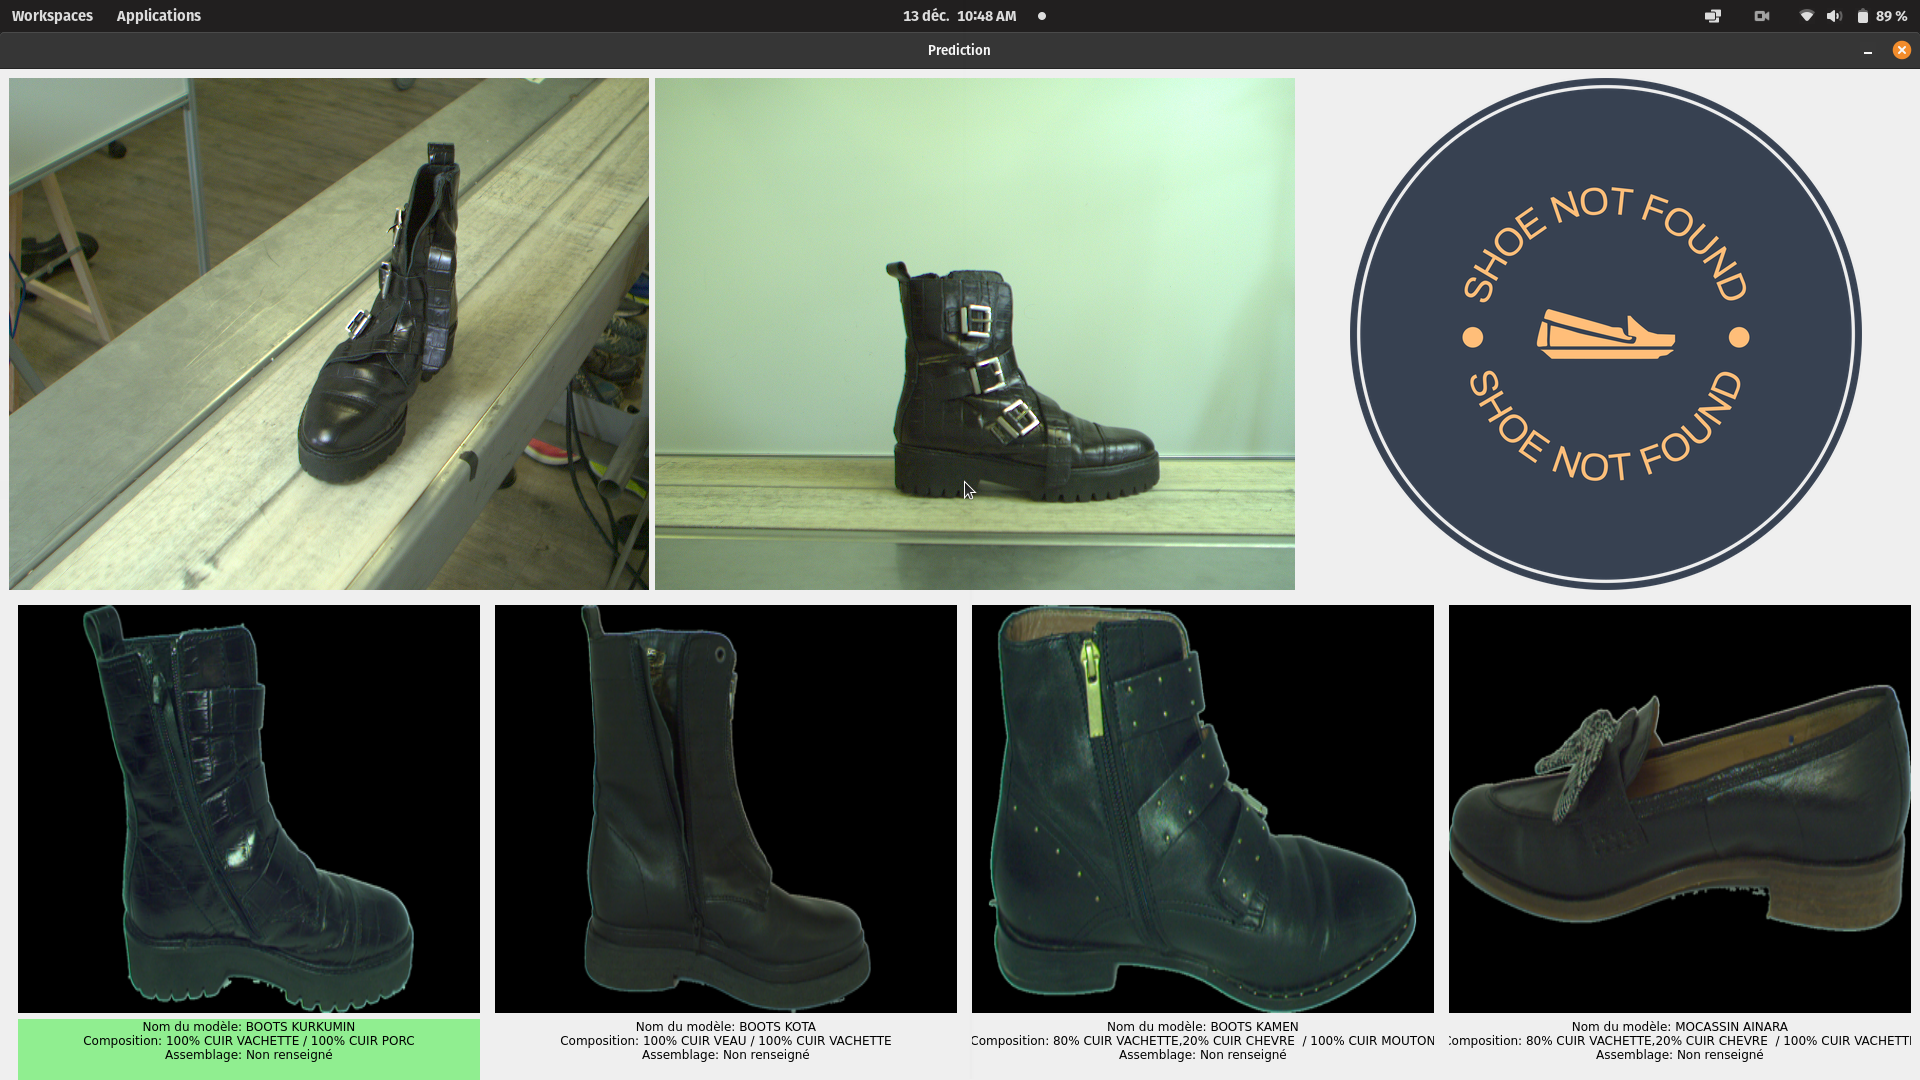 Workspaces Applications 13 déc. 10:48 AM 89 %
Prediction
SHOE NOT FOUND
SHOE NOT FOUND
Nom du modèle: BOOTS KURKUMIN
Composition: 100% CUIR VACHETTE / 100% CUIR PORC
Assemblage: Non renseigné
Nom du modèle: BOOTS KOTA
Composition: 100% CUIR VEAU / 100% CUIR VACHETTE
Assemblage: Non renseigné
Nom du modèle: BOOTS KAMEN
Composition: 80% CUIR VACHETTE,20% CUIR CHEVRE / 100% CUIR MOUTON
Assemblage: Non renseigné
Nom du modèle: MOCASSIN AINARA
omposition: 80% CUIR VACHETTE,20% CUIR CHEVRE / 100% CUIR VACHETT
Assemblage: Non renseigné